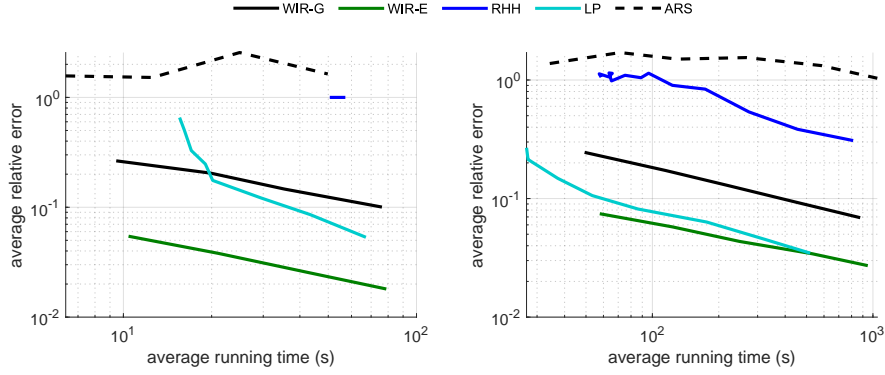 WIR-G WIR-E RHH LP ARS
average relative error
10^0
10^-1
10^-2
10^1 10^2
average running time (s)
average relative error
10^0
10^-1
10^-2
10^2 10^3
average running time (s)